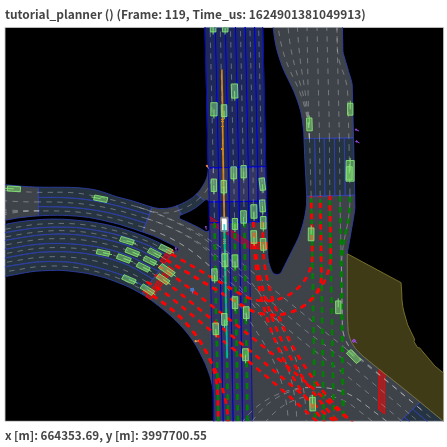 tutorial_planner () (Frame: 119, Time_us: 1624901381049913)
x [m]: 664353.69, y [m]: 3997700.55